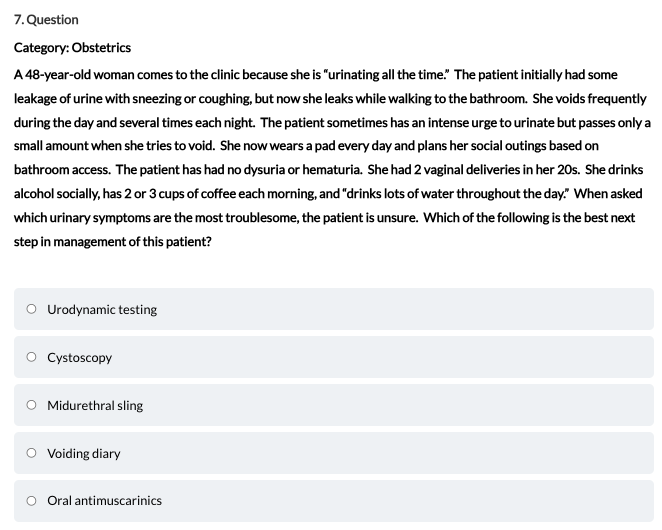 7. Question
Category: Obstetrics
A 48-year-old woman comes to the clinic because she is “urinating all the time.” The patient initially had some
leakage of urine with sneezing or coughing, but now she leaks while walking to the bathroom. She voids frequently
during the day and several times each night. The patient sometimes has an intense urge to urinate but passes only a
small amount when she tries to void. She now wears a pad every day and plans her social outings based on
bathroom access. The patient has had no dysuria or hematuria. She had 2 vaginal deliveries in her 20s. She drinks
alcohol socially, has 2 or 3 cups of coffee each morning, and “drinks lots of water throughout the day.” When asked
which urinary symptoms are the most troublesome, the patient is unsure. Which of the following is the best next
step in management of this patient?
Urodynamic testing
Cystoscopy
Midurethral sling
Voiding diary
Oral antimuscarinics